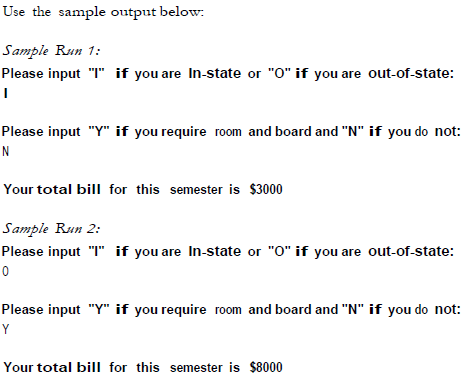 Use the sample output below:
Sample Run 1:
Please input "I" if you are In-state or "O" if you are out-of-state:
I
Please input "Y" if you require room and board and "N" if you do not:
N
Your total bill for this semester is $3000
Sample Run 2:
Please input "I" if you are In-state or "O" if you are out-of-state:
O
Please input "Y" if you require room and board and "N" if you do not:
Y
Your total bill for this semester is $8000